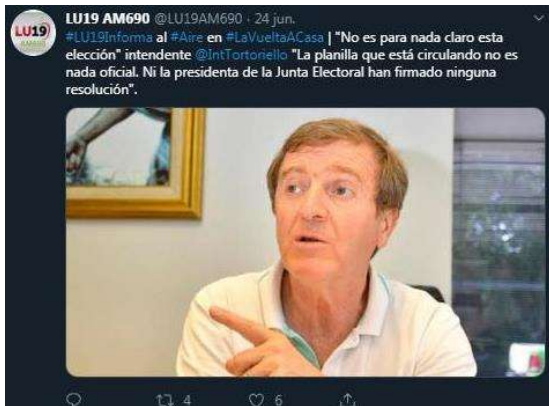 LU19 AM690 @LU19AM690 · 24 jun.
#LU19Informa al #Aire en #LaVueltaACasa | "No es para nada claro esta
elección" intendente @IntTortoriello "La planilla que está circulando no es
nada oficial. Ni la presidenta de la Junta Electoral han firmado ninguna
resolución".
LU19
AM690
4
6